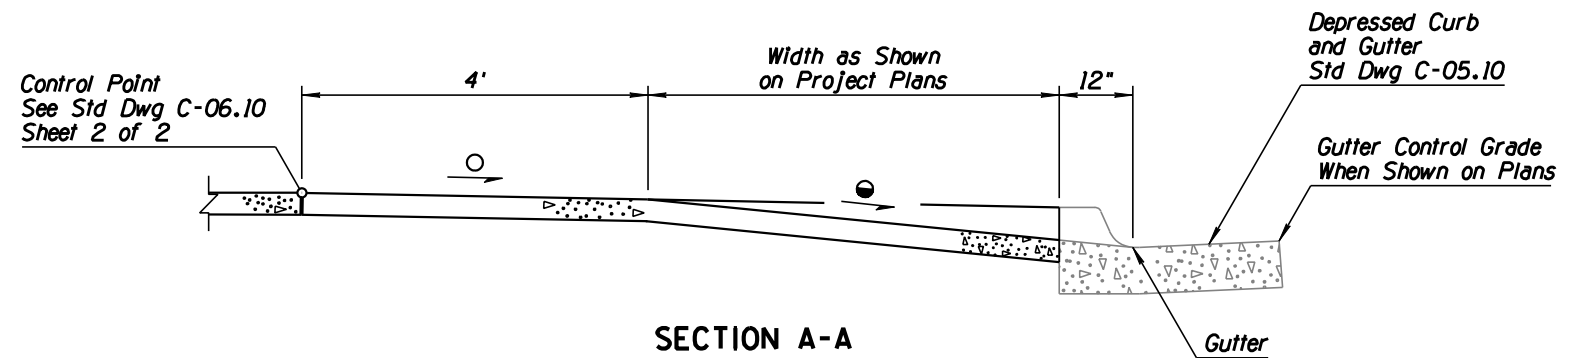 Control Point
See Std Dwg C-06.10
Sheet 2 of 2
4'
Width as Shown
on Project Plans
12"
Depressed Curb
and Gutter
Std Dwg C-05.10
Gutter Control Grade
When Shown on Plans
Gutter
SECTION A-A